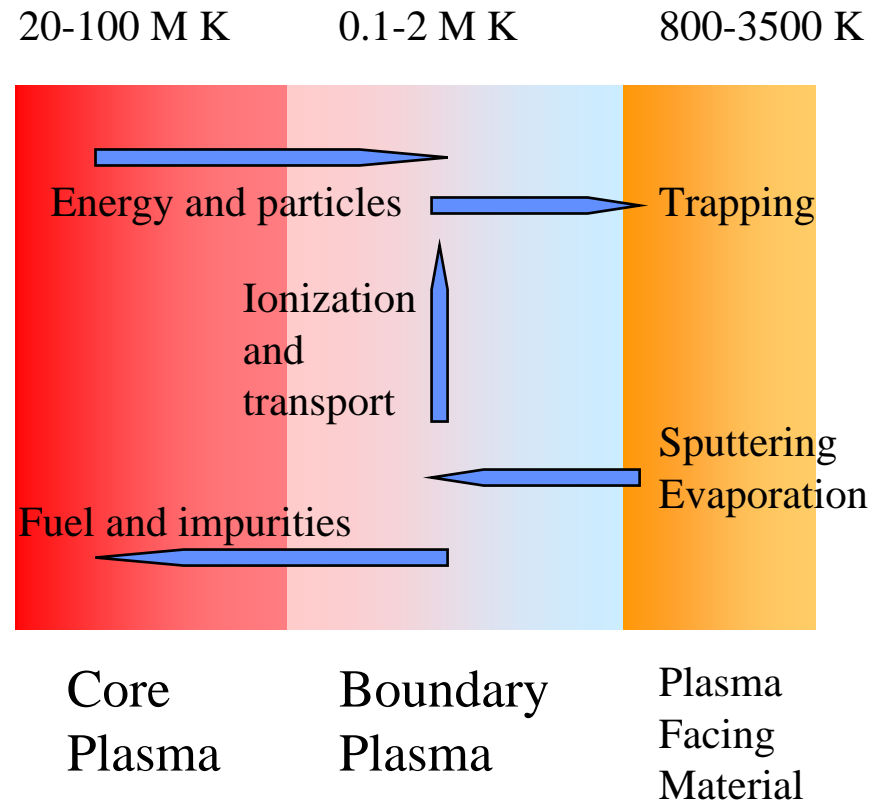 20-100 M K
0.1-2 M K
800-3500 K
Energy and particles
Trapping
Ionization
and
transport
Sputtering
Evaporation
Fuel and impurities
Core
Plasma
Boundary
Plasma
Plasma
Facing
Material